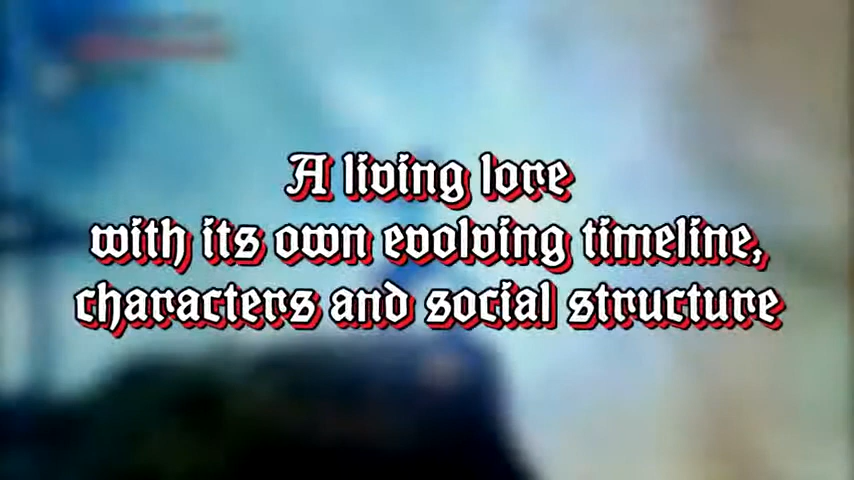 A living lore
with its own evolving timeline,
characters and social structure